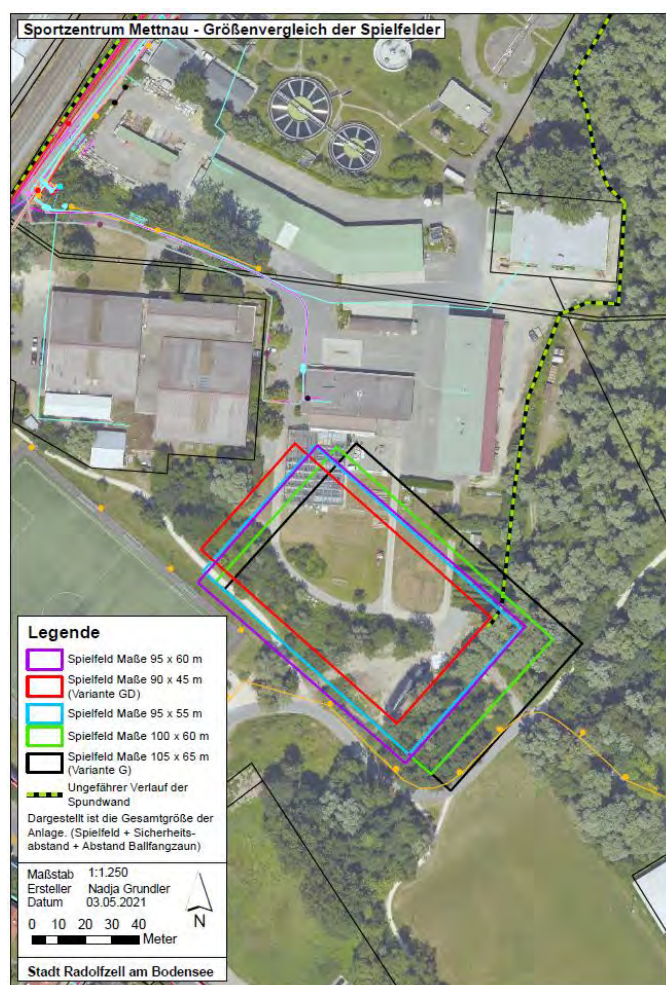 Sportzentrum Mettnau - Größenvergleich der Spielfelder
Legende
Spielfeld Maße 95 x 60 m
Spielfeld Maße 90 x 45 m
(Variante GD)
Spielfeld Maße 95 x 55 m
Spielfeld Maße 100 x 60 m
Spielfeld Maße 105 x 65 m
(Variante G)
Ungefährer Verlauf der
Spundwand
Dargestellt ist die Gesamtgröße der
Anlage. (Spielfeld + Sicherheits-
abstand + Abstand Ballfangzaun)
Maßstab 1:1.250
Ersteller Nadja Grundler
Datum 03.05.2021
N
0 10 20 30 40
Meter
Stadt Radolfzell am Bodensee